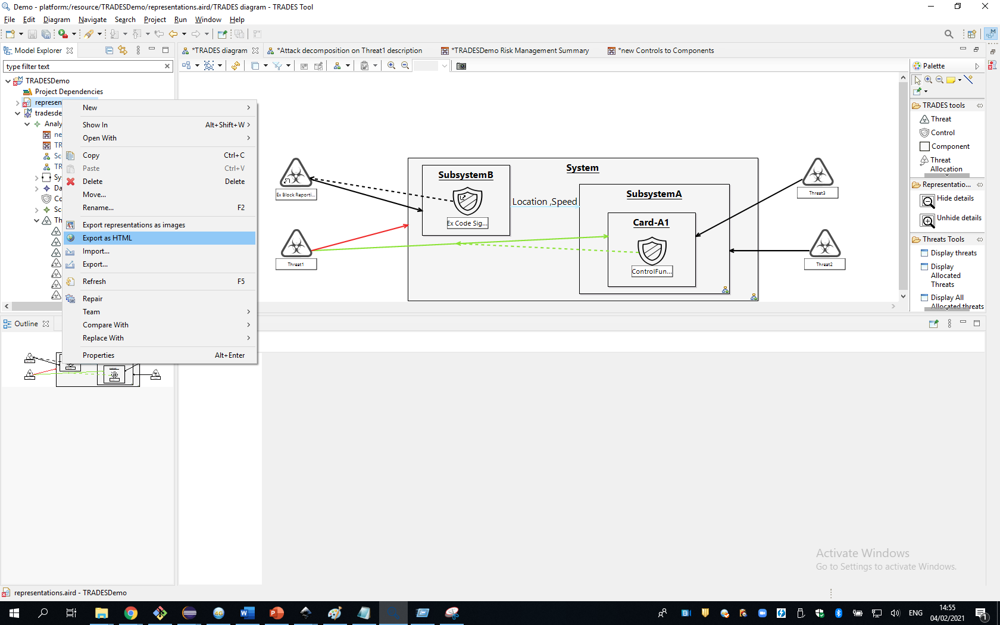 Demo - platform:/resource/TRADESDemo/representations.aird/TRADES diagram - TRADES Tool
File Edit Diagram Navigate Search Project Run Window Help
Model Explorer
*TRADES diagram
*Attack decomposition on Threat1 description
*TRADESDemo Risk Management Summary
*new Controls to Components
type filter text
TRADESDemo
Project Dependencies
represen
tradesde
Analy
ne
TR
Sc
TR
Sy
Da
Co
Sc
Th
New
Show In Alt+Shift+W
Open With
Copy Ctrl+C
Paste Ctrl+V
Delete Delete
Move...
Rename... F2
Export representations as images
Export as HTML
Import...
Export...
Refresh F5
Repair
Team
Compare With
Replace With
Properties Alt+Enter
System
SubsystemB
Ex Block Reporti...
Ex Code Sig...
Location ,Speed
SubsystemA
Card-A1
ControlFun...
Threat1
Threat3
Threat2
Palette
TRADES tools
Threat
Control
Component
Threat
Allocation
Representatio...
Hide details
Unhide details
Threats Tools
Display threats
Display
Allocated
Threats
Display All
Allocated threats
Outline
Activate Windows
Go to Settings to activate Windows.
representations.aird - TRADESDemo
ENG
14:55
04/02/2021
1